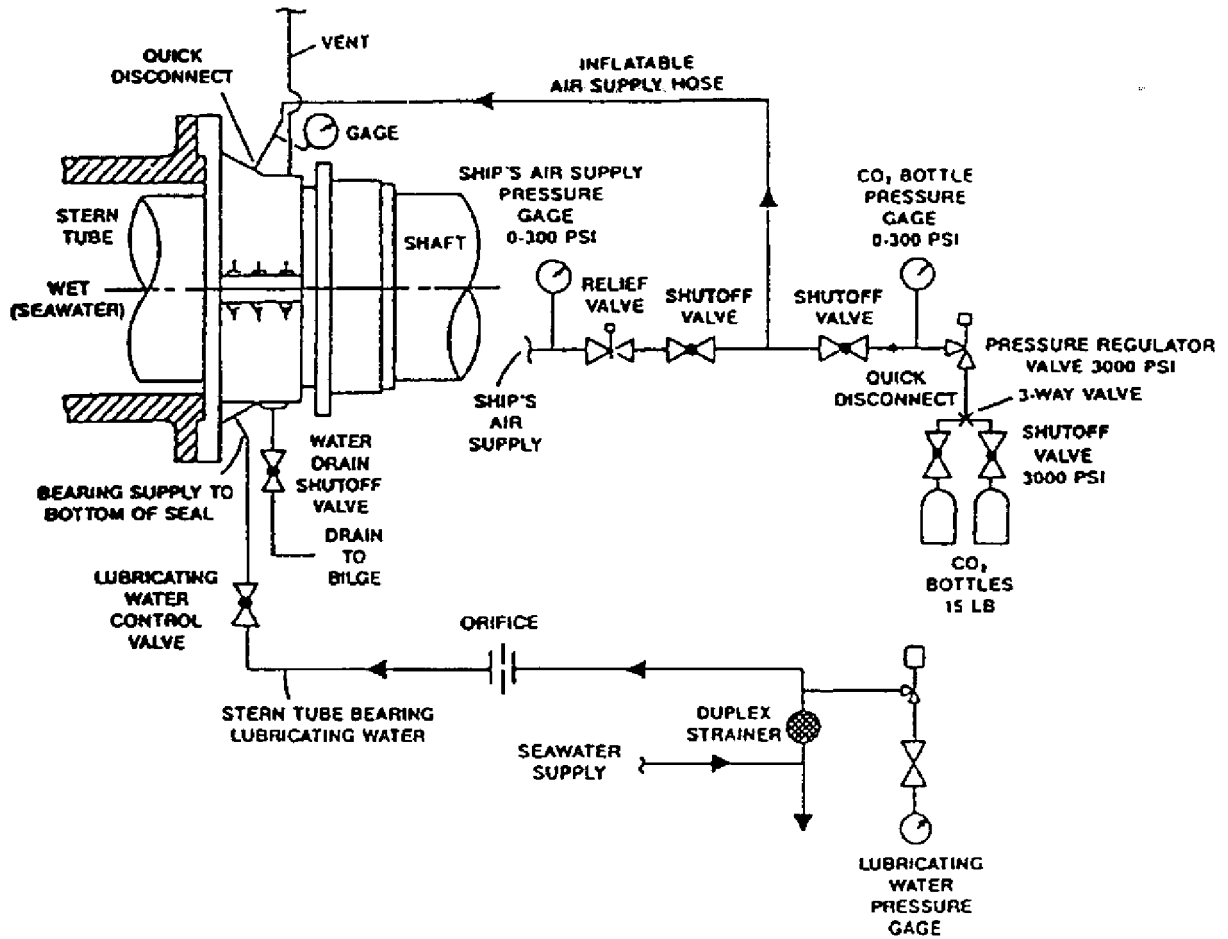 VENT
QUICK
DISCONNECT
INFLATABLE
AIR SUPPLY HOSE
GAGE
SHIP'S AIR SUPPLY
PRESSURE
GAGE
0-300 PSI
CO₂ BOTTLE
PRESSURE
GAGE
0-300 PSI
STERN
TUBE
SHAFT
WET
(SEAWATER)
RELIEF
VALVE
SHUTOFF
VALVE
SHUTOFF
VALVE
PRESSURE REGULATOR
VALVE 3000 PSI
QUICK
DISCONNECT
3-WAY VALVE
SHIP'S
AIR
SUPPLY
SHUTOFF
VALVE
3000 PSI
WATER
DRAIN
SHUTOFF
VALVE
BEARING SUPPLY TO
BOTTOM OF SEAL
DRAIN
TO
BILGE
CO₂
BOTTLES
15 LB
LUBRICATING
WATER
CONTROL
VALVE
ORIFICE
STERN TUBE BEARING
LUBRICATING WATER
DUPLEX
STRAINER
SEAWATER
SUPPLY
LUBRICATING
WATER
PRESSURE
GAGE